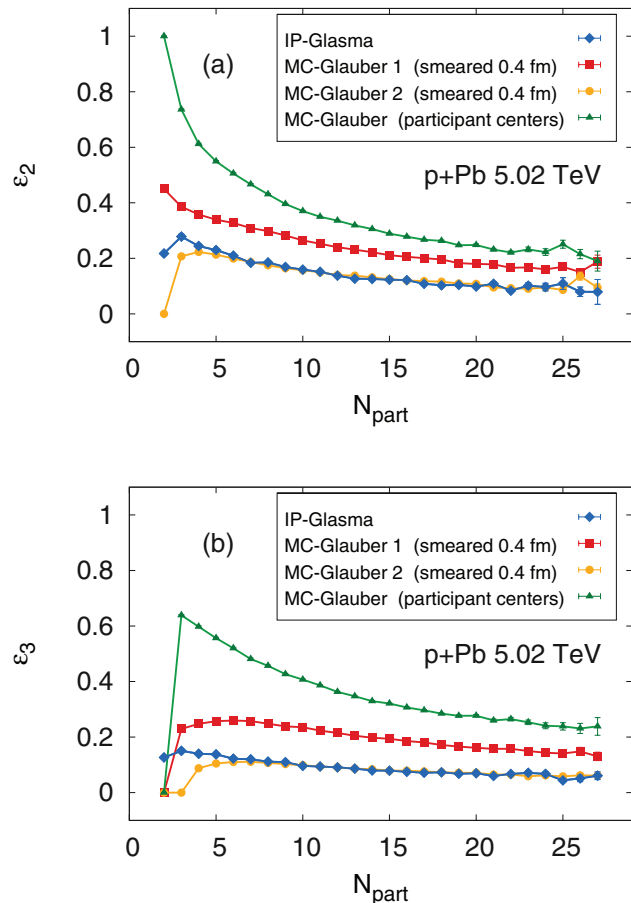 (a)
IP-Glasma
MC-Glauber 1 (smeared 0.4 fm)
MC-Glauber 2 (smeared 0.4 fm)
MC-Glauber (participant centers)
p+Pb 5.02 TeV
ε2
1
0.8
0.6
0.4
0.2
0
0 5 10 15 20 25 30
Npart
(b)
IP-Glasma
MC-Glauber 1 (smeared 0.4 fm)
MC-Glauber 2 (smeared 0.4 fm)
MC-Glauber (participant centers)
p+Pb 5.02 TeV
ε3
1
0.8
0.6
0.4
0.2
0
0 5 10 15 20 25 30
Npart